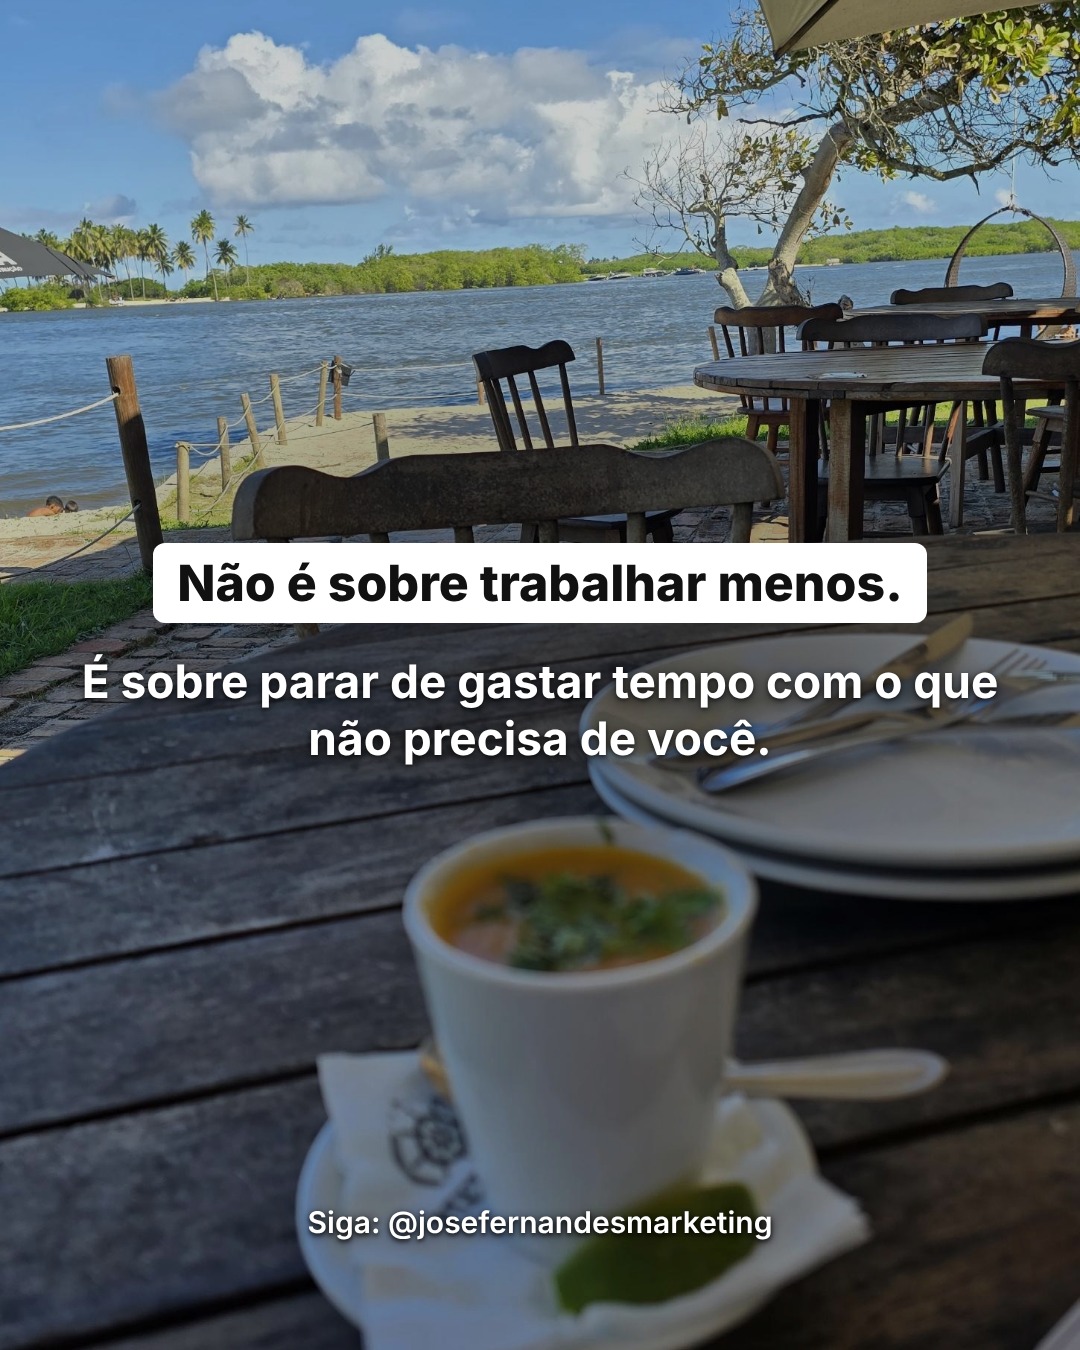 Não é sobre trabalhar menos.
É sobre parar de gastar tempo com o que
não precisa de você.
Siga: @josefernandesmarketing